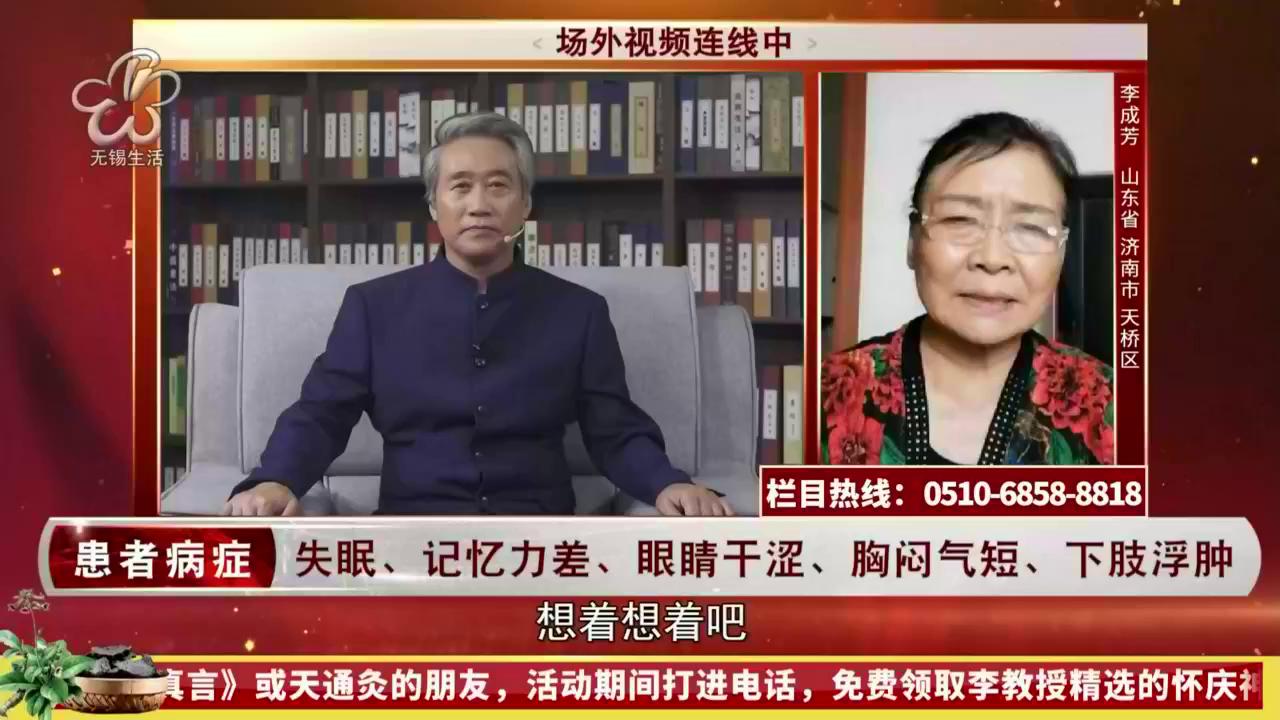 < 场外视频连线中 >
无锡生活
李成芳 山东省 济南市 天桥区
栏目热线：0510-6858-8818
患者病症 失眠、记忆力差、眼睛干涩、胸闷气短、下肢浮肿
想着想着吧
真言》或天通灸的朋友，活动期间打进电话，免费领取李教授精选的怀庆神